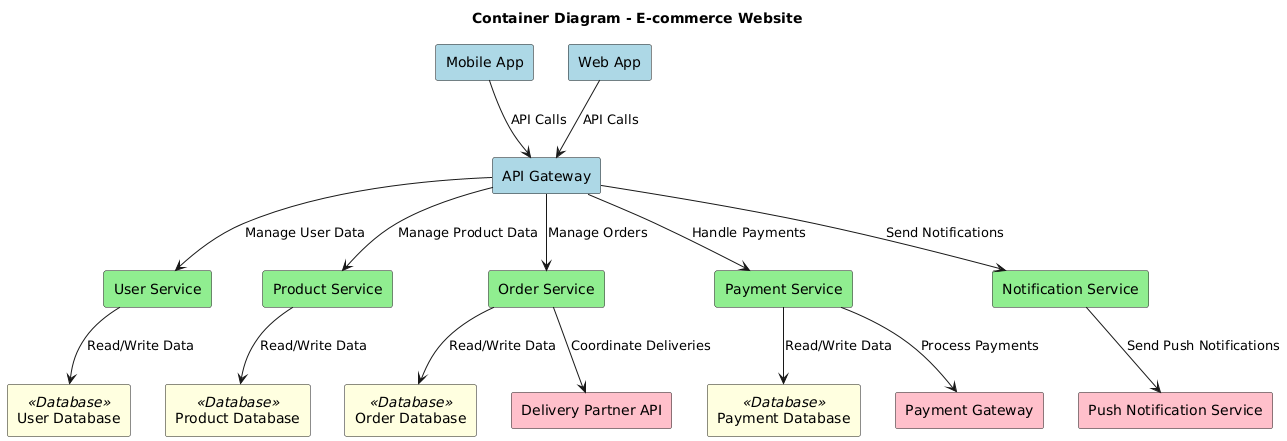 Container Diagram - E-commerce Website
Mobile App
Web App
API Calls
API Calls
API Gateway
Manage User Data
Manage Product Data
Manage Orders
Handle Payments
Send Notifications
User Service
Product Service
Order Service
Payment Service
Notification Service
Read/Write Data
Read/Write Data
Read/Write Data
Coordinate Deliveries
Read/Write Data
Process Payments
Send Push Notifications
«Database»
User Database
«Database»
Product Database
«Database»
Order Database
Delivery Partner API
«Database»
Payment Database
Payment Gateway
Push Notification Service